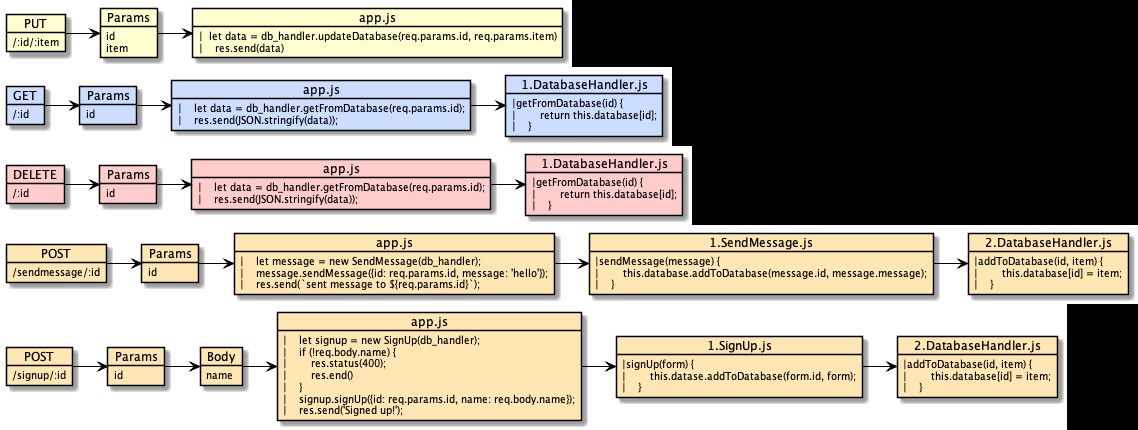 PUT
/:id/:item
Params
id
item
app.js
| let data = db_handler.updateDatabase(req.params.id, req.params.item)
| res.send(data)
GET
/:id
Params
id
app.js
| let data = db_handler.getFromDatabase(req.params.id);
| res.send(JSON.stringify(data));
1.DatabaseHandler.js
|getFromDatabase(id) {
| return this.database[id];
| }
DELETE
/:id
Params
id
app.js
| let data = db_handler.getFromDatabase(req.params.id);
| res.send(JSON.stringify(data));
1.DatabaseHandler.js
|getFromDatabase(id) {
| return this.database[id];
| }
POST
/sendmessage/:id
Params
id
app.js
| let message = new SendMessage(db_handler);
| message.sendMessage({id: req.params.id, message: 'hello'});
| res.send(`sent message to ${req.params.id}`);
1.SendMessage.js
|sendMessage(message) {
| this.database.addToDatabase(message.id, message.message);
| }
2.DatabaseHandler.js
|addToDatabase(id, item) {
| this.database[id] = item;
| }
POST
/signup/:id
Params
id
Body
name
app.js
| let signup = new SignUp(db_handler);
| if (!req.body.name) {
| res.status(400);
| res.end()
| }
| signup.signUp({id: req.params.id, name: req.body.name});
| res.send('Signed up!');
1.SignUp.js
|signUp(form) {
| this.datase.addToDatabase(form.id, form);
| }
2.DatabaseHandler.js
|addToDatabase(id, item) {
| this.database[id] = item;
| }